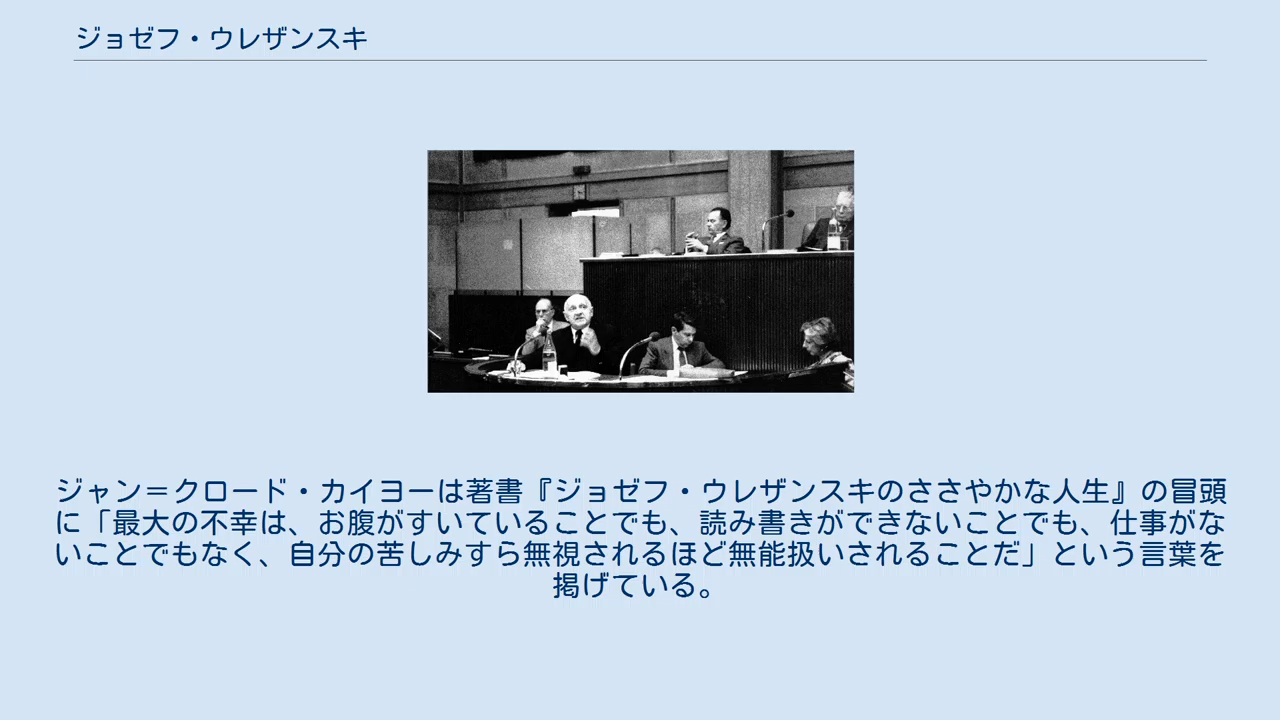 ジョゼフ・ウレザンスキ
ジャン＝クロード・カイヨーは著書『ジョゼフ・ウレザンスキのささやかな人生』の冒頭
に「最大の不幸は、お腹がすいていることでも、読み書きができないことでも、仕事がな
いことでもなく、自分の苦しみすら無視されるほど無能扱いされることだ」という言葉を
掲げている。